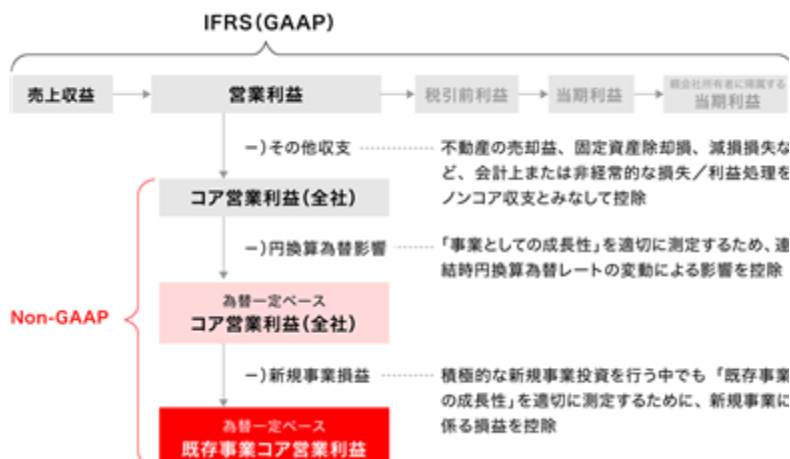 IFRS(GAAP)
売上収益
営業利益
税引前利益
当期利益
親会社所有者に帰属する
当期利益
ー)その他収支
不動産の売却益、固定資産除却損、減損損失な
ど、会計上または非経常的な損失/利益処理を
ノンコア収支とみなして控除
コア営業利益(全社)
ー)円換算為替影響
「事業としての成長性」を適切に測定するため、連
結時円換算為替レートの変動による影響を控除
Non-GAAP
為替一定ベース
コア営業利益(全社)
ー)新規事業損益
積極的な新規事業投資を行う中でも「既存事業
の成長性」を適切に測定するために、新規事業に
係る損益を控除
為替一定ベース
既存事業コア営業利益